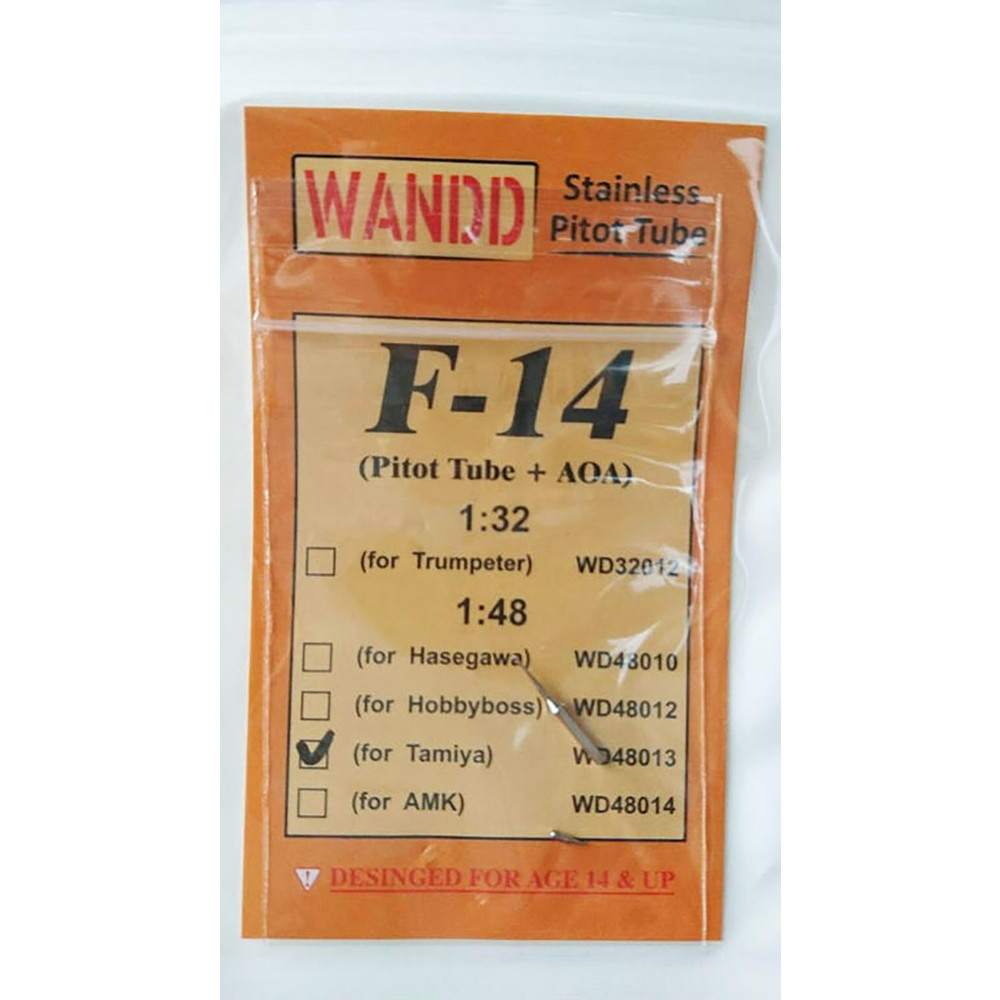 WANDD
Stainless
Pitot Tube
F-14
(Pitot Tube + AOA)
1:32
(for Trumpeter) WD32012
1:48
(for Hasegawa) WD48010
(for Hobbyboss) WD48012
(for Tamiya) WD48013
(for AMK) WD48014
! DESINGED FOR AGE 14 & UP